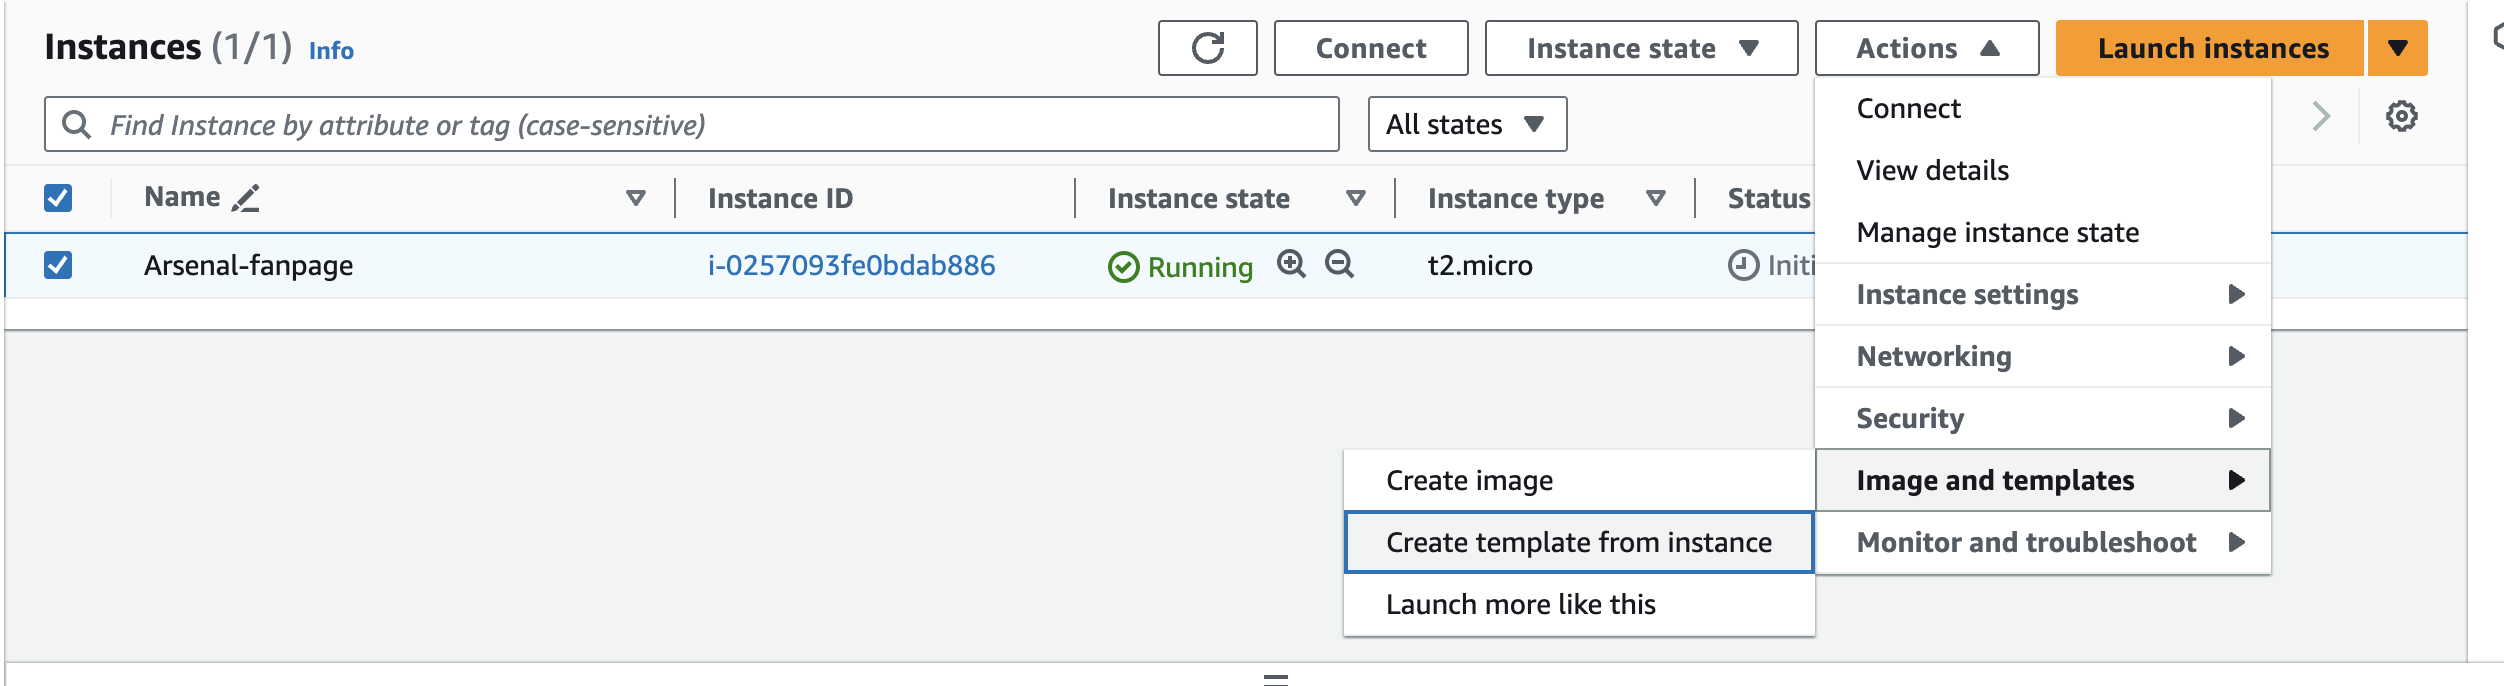 Instances (1/1) Info
Connect
Instance state
Actions
Launch instances
Find Instance by attribute or tag (case-sensitive)
All states
Name
Instance ID
Instance state
Instance type
Status
Arsenal-fanpage
i-0257093fe0bdab886
Running
t2.micro
Initi
Connect
View details
Manage instance state
Instance settings
Networking
Security
Image and templates
Monitor and troubleshoot
Create image
Create template from instance
Launch more like this